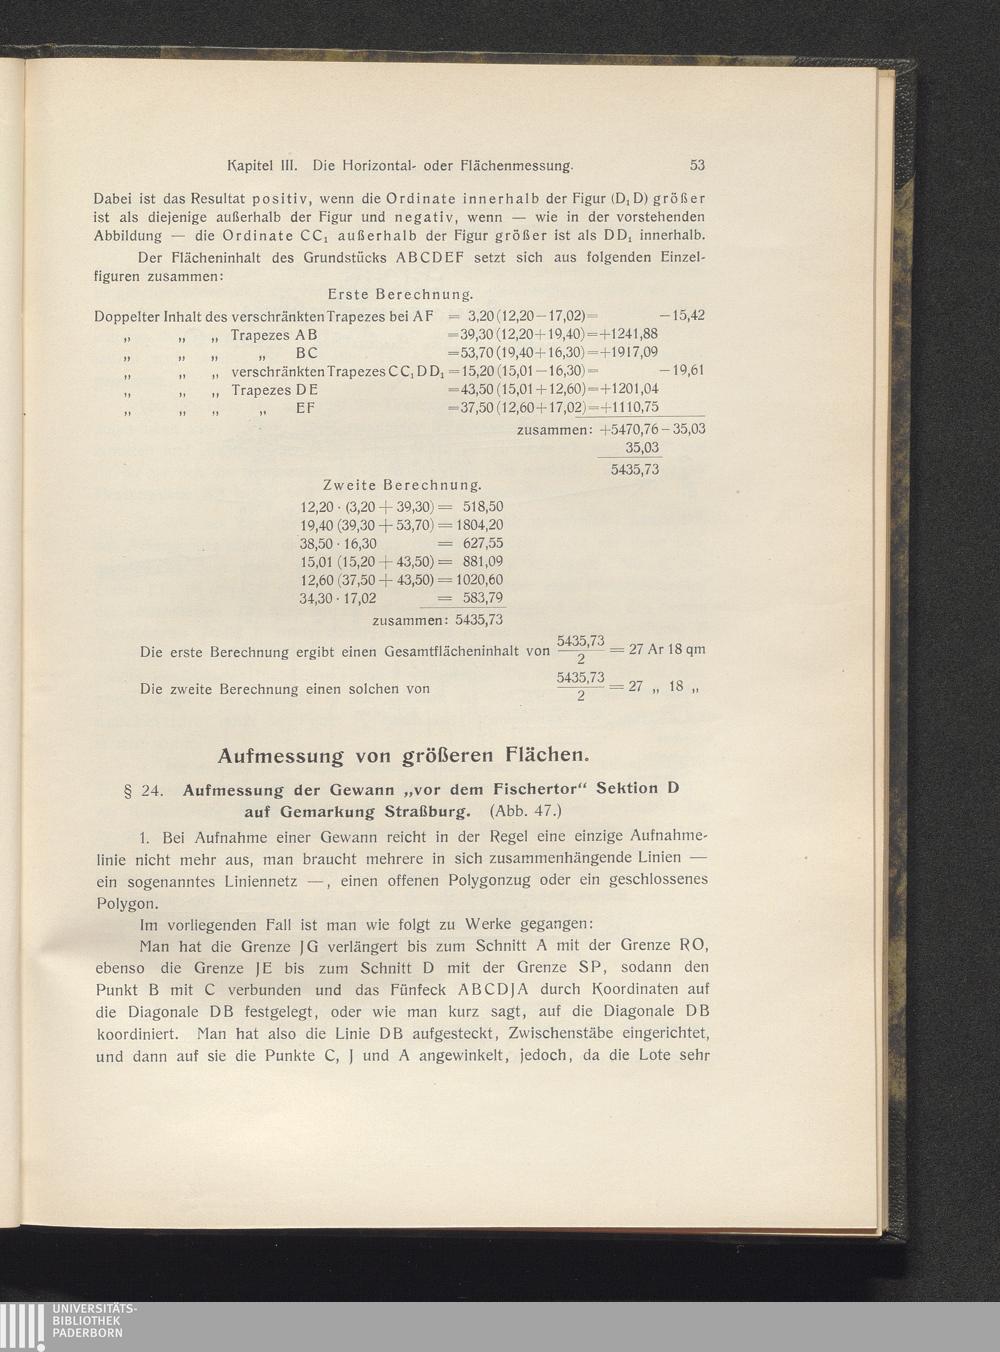 Kapitel III. Die Horizontal- oder Flächenmessung. 53
Dabei ist das Resultat positiv, wenn die Ordinate innerhalb der Figur (D₁ D) größer
ist als diejenige außerhalb der Figur und negativ, wenn — wie in der vorstehenden
Abbildung — die Ordinate CC₁ außerhalb der Figur größer ist als DD₁ innerhalb.
Der Flächeninhalt des Grundstücks ABCDEF setzt sich aus folgenden Einzel-
figuren zusammen:
Erste Berechnung.
Doppelter Inhalt des verschränkten Trapezes bei AF = 3,20 (12,20 − 17,02) = − 15,42
„ „ „ Trapezes AB = 39,30 (12,20 + 19,40) = +1241,88
„ „ „ „ BC = 53,70 (19,40 + 16,30) = +1917,09
„ „ „ verschränkten Trapezes CC₁ DD₁ = 15,20 (15,01 − 16,30) = − 19,61
„ „ „ Trapezes DE = 43,50 (15,01 + 12,60) = +1201,04
„ „ „ „ EF = 37,50 (12,60 + 17,02) = +1110,75
zusammen: +5470,76 − 35,03
35,03
5435,73
Zweite Berechnung.
12,20 · (3,20 + 39,30) = 518,50
19,40 (39,30 + 53,70) = 1804,20
38,50 · 16,30 = 627,55
15,01 (15,20 + 43,50) = 881,09
12,60 (37,50 + 43,50) = 1020,60
34,30 · 17,02 = 583,79
zusammen: 5435,73
Die erste Berechnung ergibt einen Gesamtflächeninhalt von 5435,73/2 = 27 Ar 18 qm
Die zweite Berechnung einen solchen von 5435,73/2 = 27 „ 18 „
Aufmessung von größeren Flächen.
§ 24. Aufmessung der Gewann „vor dem Fischertor“ Sektion D
auf Gemarkung Straßburg. (Abb. 47.)
1. Bei Aufnahme einer Gewann reicht in der Regel eine einzige Aufnahme-
linie nicht mehr aus, man braucht mehrere in sich zusammenhängende Linien —
ein sogenanntes Liniennetz —, einen offenen Polygonzug oder ein geschlossenes
Polygon.
Im vorliegenden Fall ist man wie folgt zu Werke gegangen:
Man hat die Grenze JG verlängert bis zum Schnitt A mit der Grenze RO,
ebenso die Grenze JE bis zum Schnitt D mit der Grenze SP, sodann den
Punkt B mit C verbunden und das Fünfeck ABCDJA durch Koordinaten auf
die Diagonale DB festgelegt, oder wie man kurz sagt, auf die Diagonale DB
koordiniert. Man hat also die Linie DB aufgesteckt, Zwischenstäbe eingerichtet,
und dann auf sie die Punkte C, J und A angewinkelt, jedoch, da die Lote sehr
UNIVERSITÄTS-
BIBLIOTHEK
PADERBORN